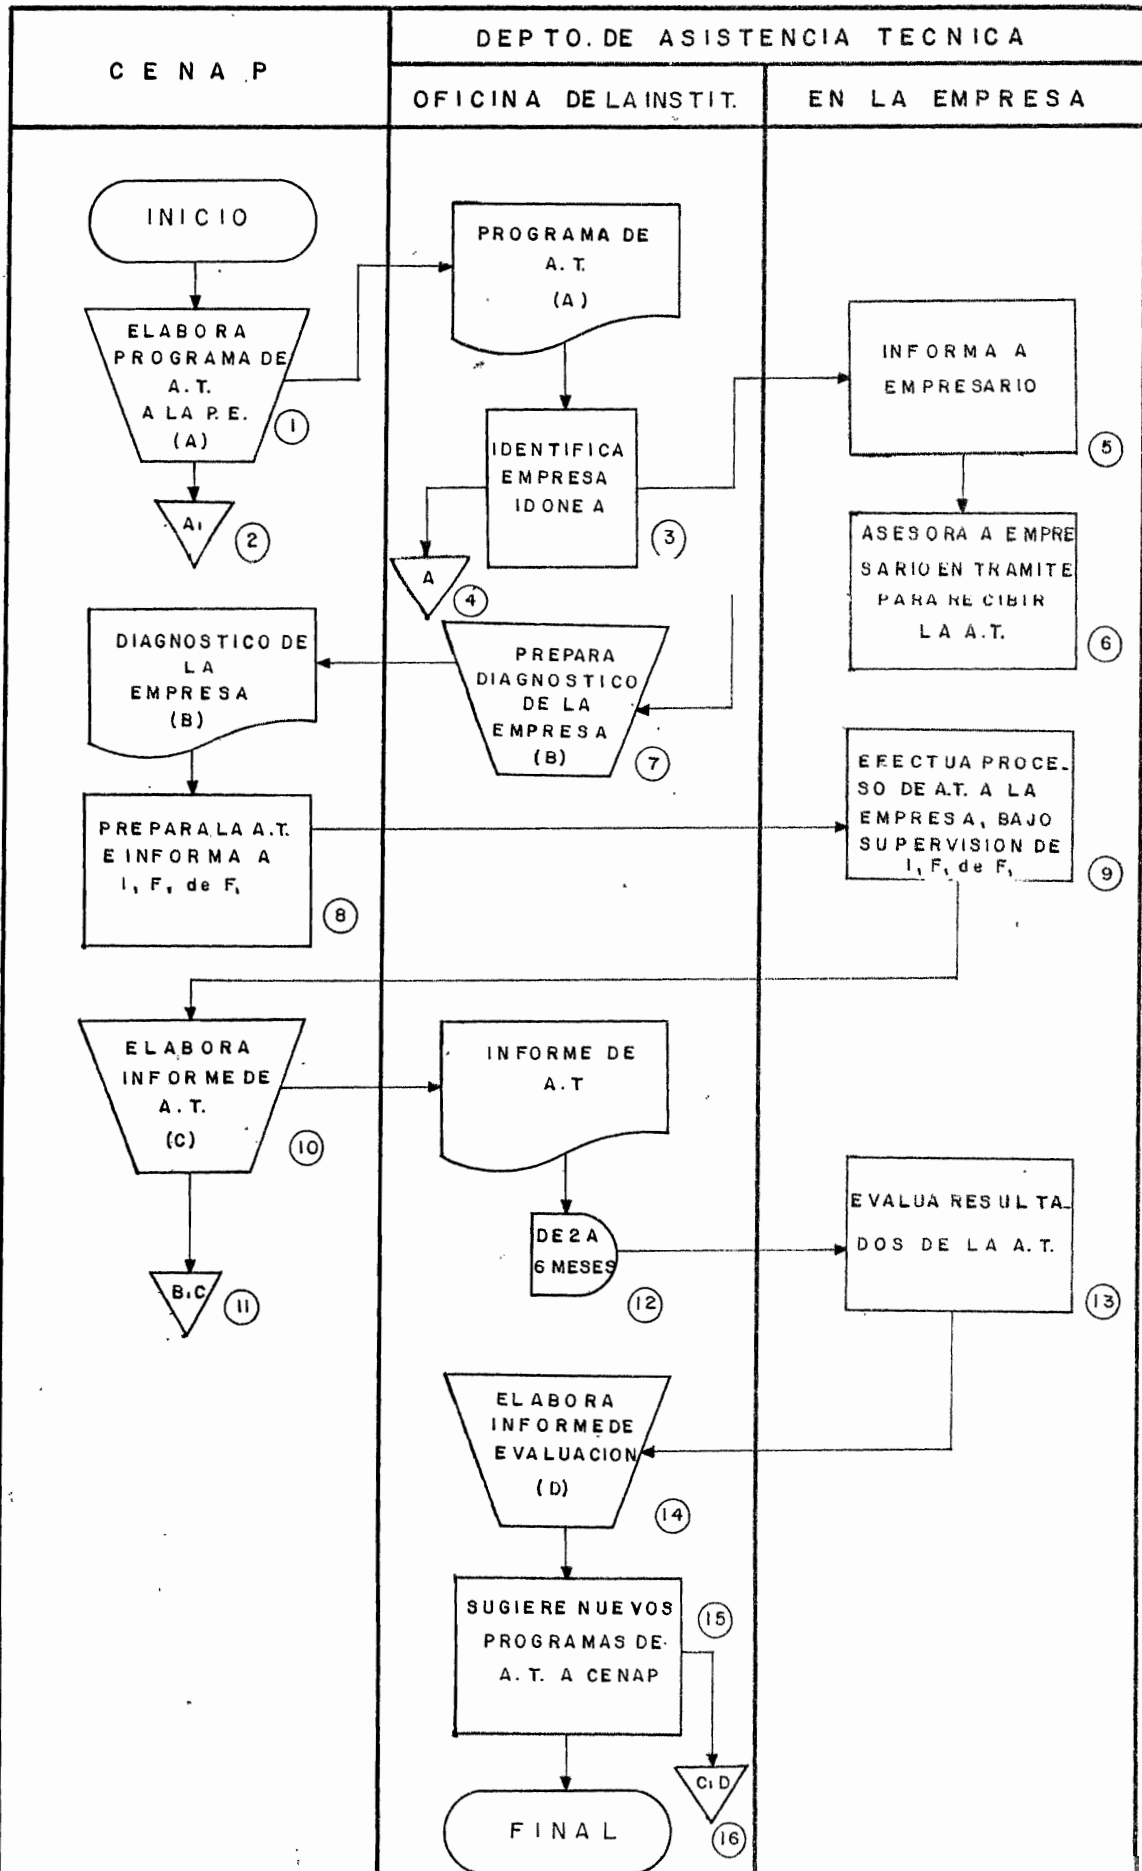 CENAP
DEPTO. DE ASISTENCIA TECNICA
OFICINA DE LA INSTIT.
EN LA EMPRESA
INICIO
ELABORA
PROGRAMA DE
A.T.
A LA P.E.
(A)
1
A1
2
PROGRAMA DE
A.T.
(A)
IDENTIFICA
EMPRESA
IDONEA
3
A
4
INFORMA A
EMPRESARIO
5
ASESORA A EMPRE
SARIO EN TRAMITE
PARA RECIBIR
LA A.T.
6
PREPARA
DIAGNOSTICO
DE LA
EMPRESA
(B)
7
DIAGNOSTICO DE
LA
EMPRESA
(B)
PREPARA LA A.T.
E INFORMA A
I, F, de F,
8
EFECTUA PROCE-
SO DE A.T. A LA
EMPRESA, BAJO
SUPERVISION DE
I, F, de F,
9
ELABORA
INFORME DE
A.T.
(C)
10
B,C
11
INFORME DE
A.T
DE 2 A
6 MESES
12
EVALUA RESULTA-
DOS DE LA A.T.
13
ELABORA
INFORME DE
EVALUACION
(D)
14
SUGIERE NUEVOS
PROGRAMAS DE
A.T. A CENAP
15
C,D
16
FINAL